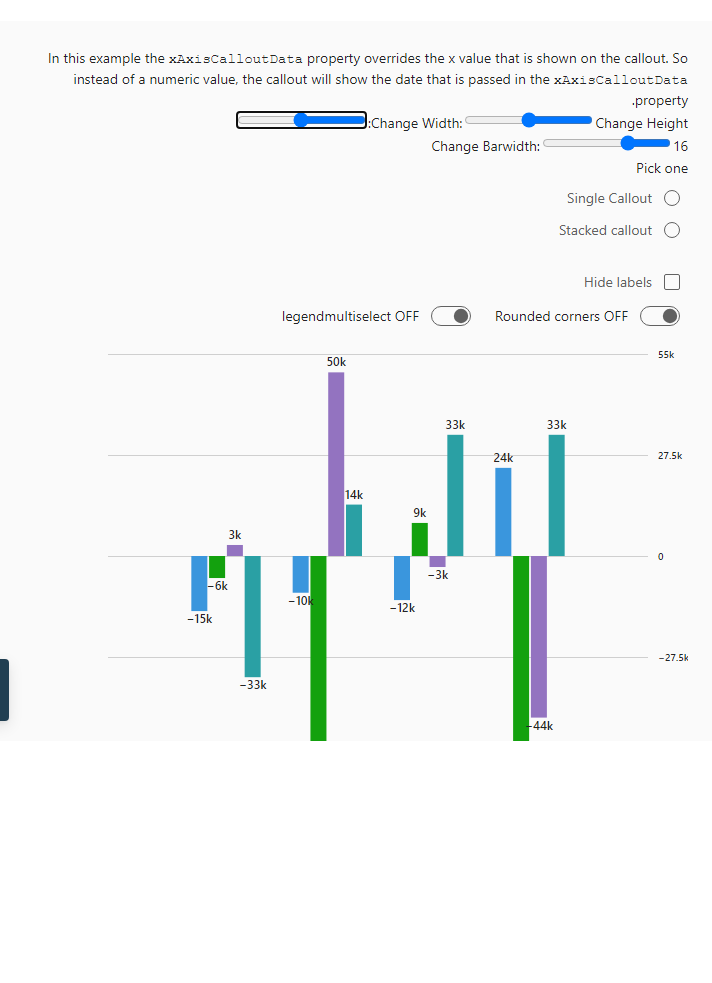 In this example the xAxisCalloutData property overrides the x value that is shown on the callout. So
instead of a numeric value, the callout will show the date that is passed in the xAxisCalloutData
.property
:Change Width: Change Height
Change Barwidth: 16
Pick one
Single Callout
Stacked callout
Hide labels
legendmultiselect OFF Rounded corners OFF
55k
50k
33k 33k
27.5k
24k
14k
9k
3k
0
−3k
−6k
−10k
−12k
−15k
−27.5k
−33k
−44k